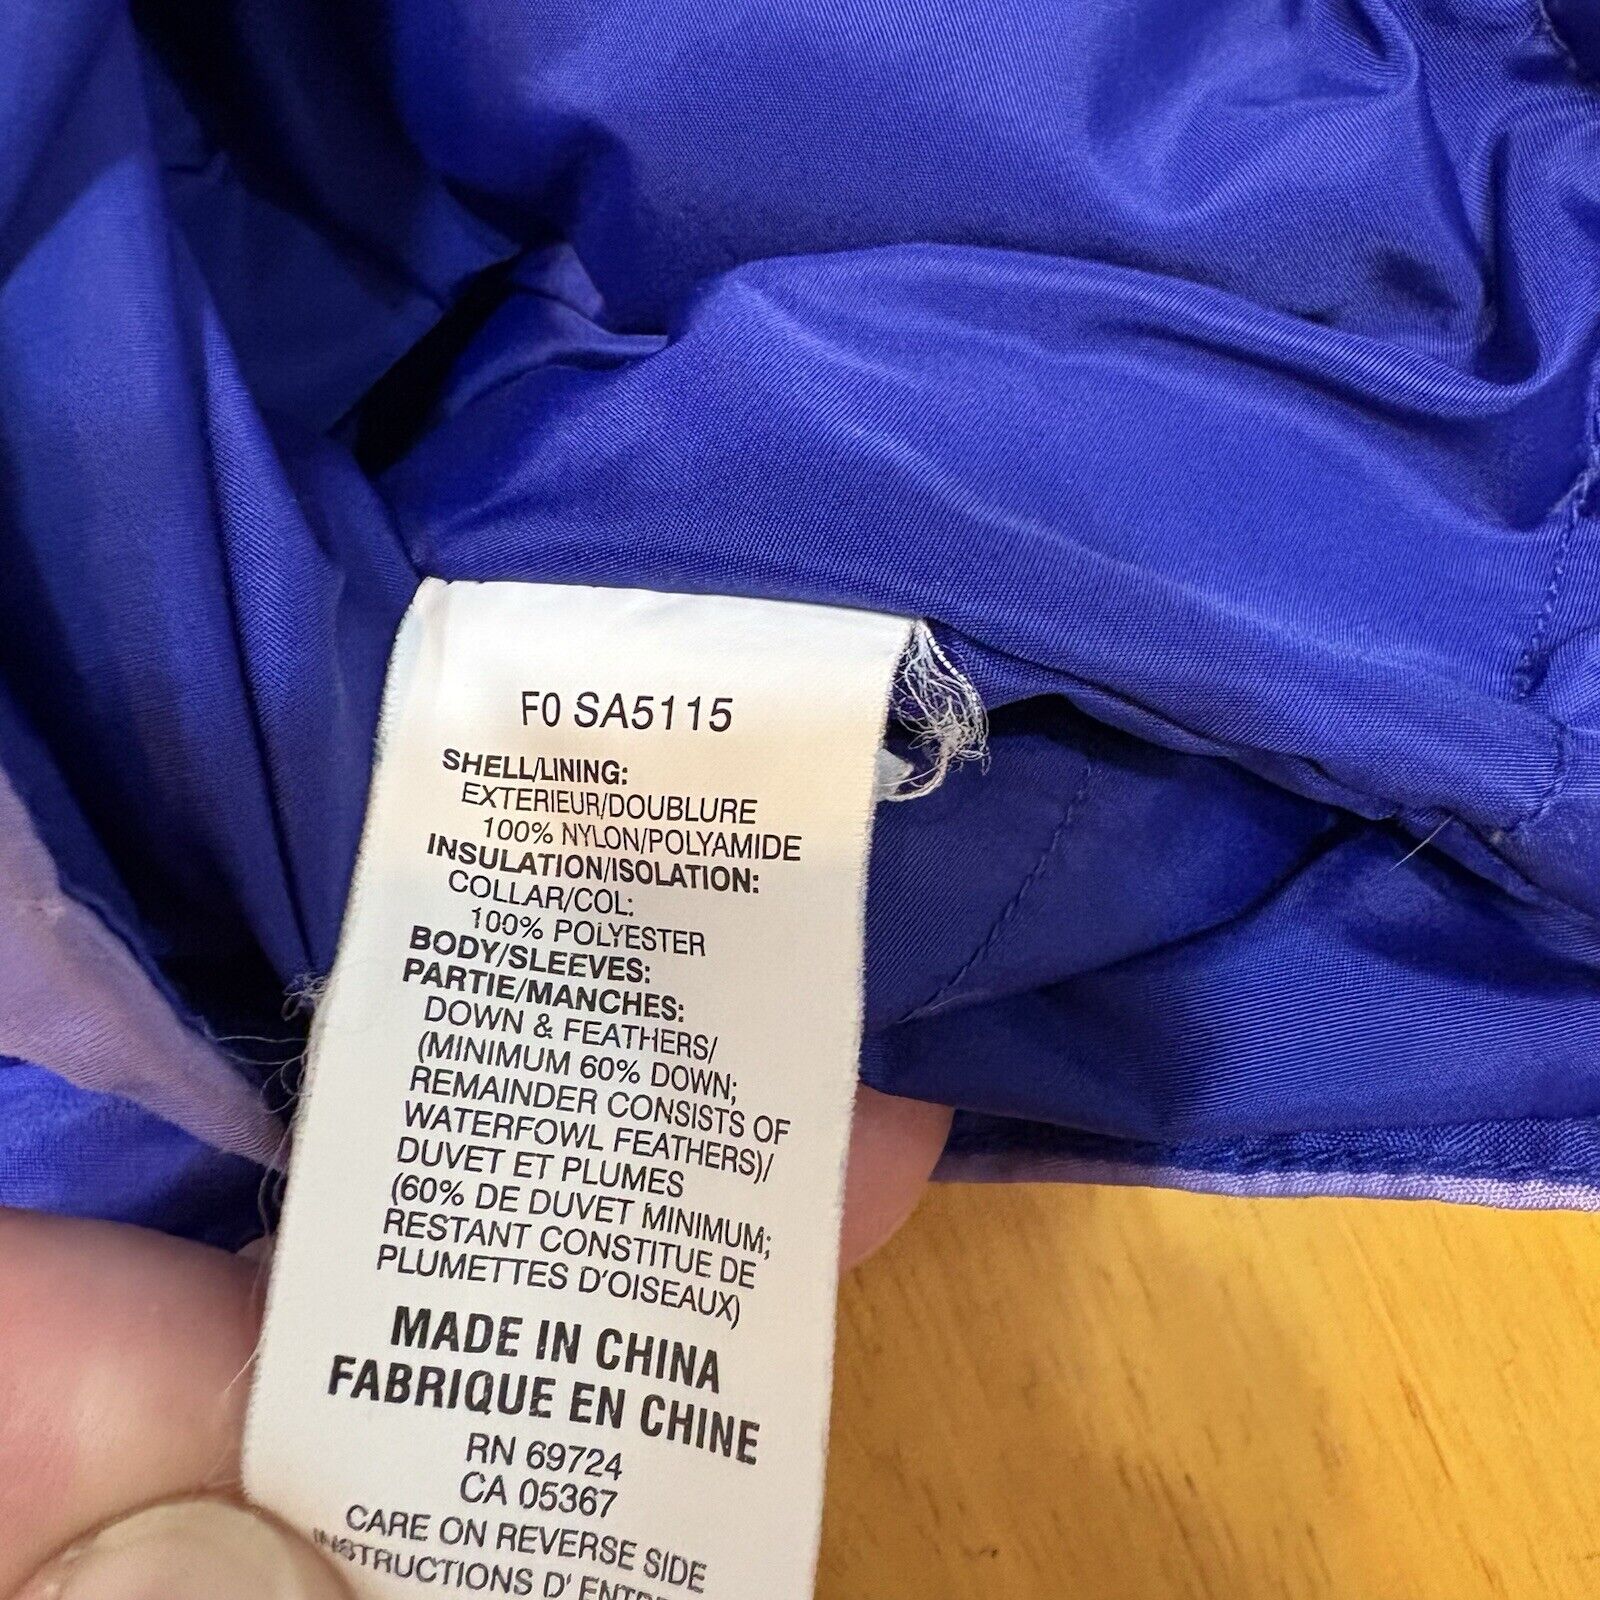 F0 SA5115
SHELL/LINING:
EXTERIEUR/DOUBLURE
100% NYLON/POLYAMIDE
INSULATION/ISOLATION:
COLLAR/COL:
100% POLYESTER
BODY/SLEEVES:
PARTIE/MANCHES:
DOWN & FEATHERS/
(MINIMUM 60% DOWN;
REMAINDER CONSISTS OF
WATERFOWL FEATHERS)/
DUVET ET PLUMES
(60% DE DUVET MINIMUM;
RESTANT CONSTITUE DE
PLUMETTES D'OISEAUX)
MADE IN CHINA
FABRIQUE EN CHINE
RN 69724
CA 05367
CARE ON REVERSE SIDE
INSTRUCTIONS D'